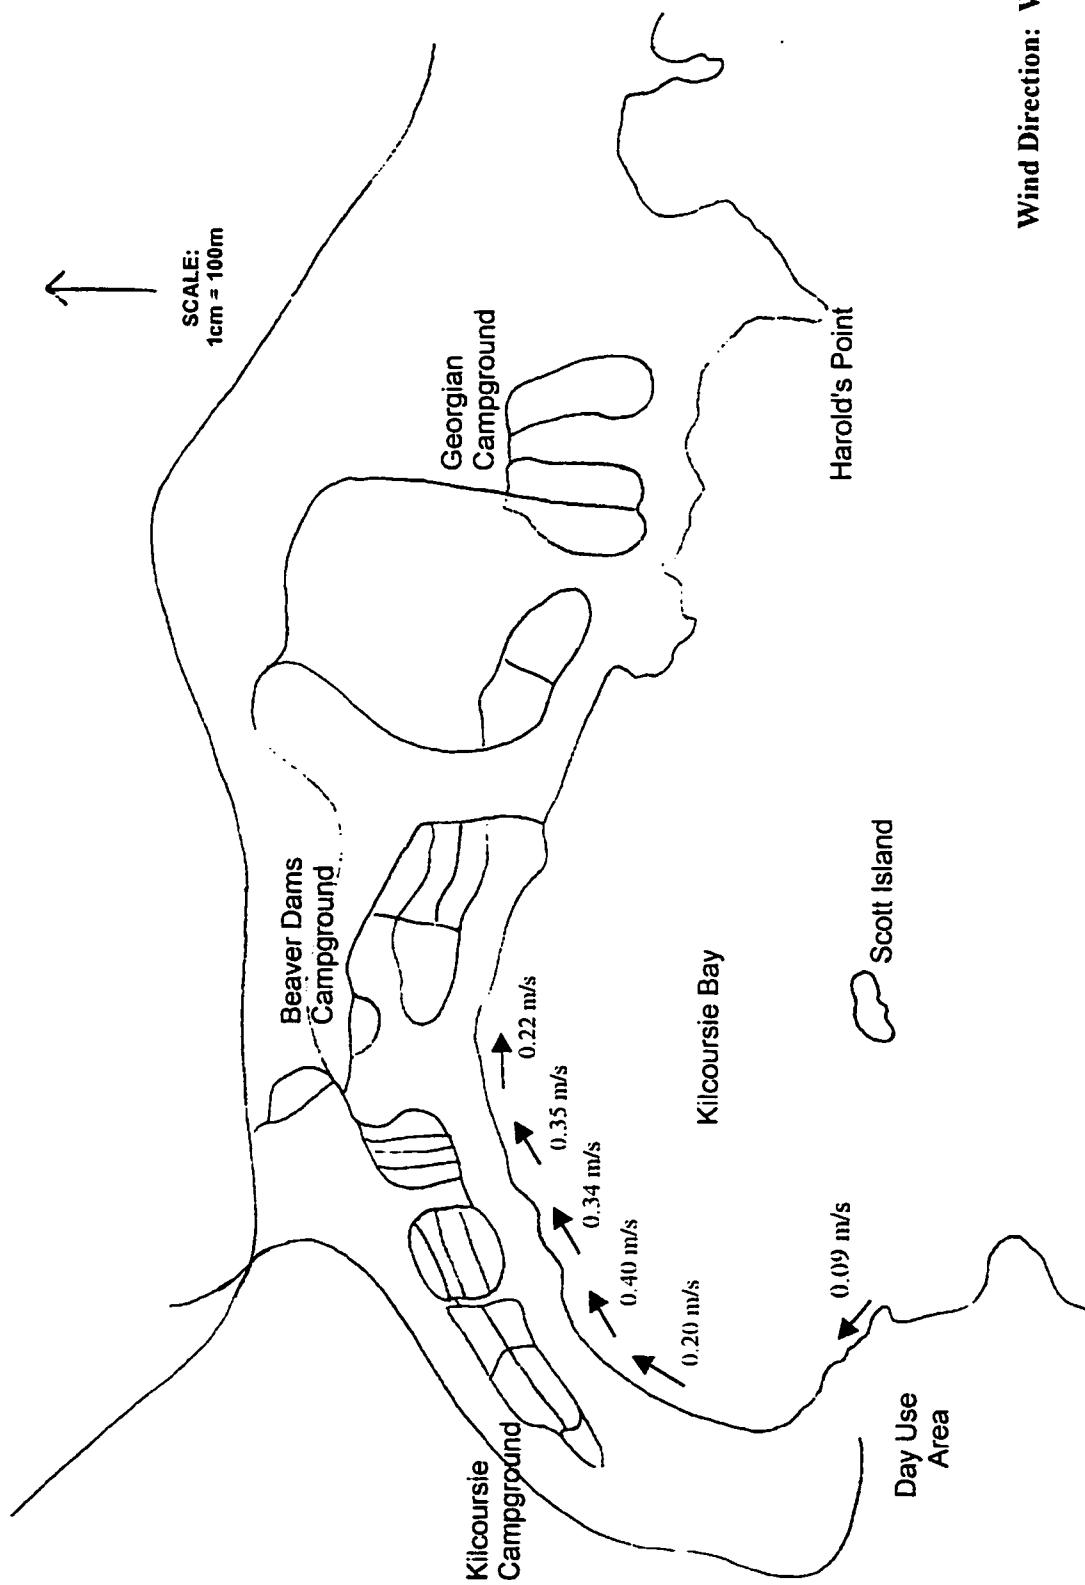 SCALE:
1cm = 100m
Georgian
Campground
Beaver Dams
Campground
Kilcoursie
Campground
Harold's Point
Kilcoursie Bay
Scott Island
Day Use
Area
0.22 m/s
0.35 m/s
0.34 m/s
0.40 m/s
0.20 m/s
0.09 m/s
Wind Direction: